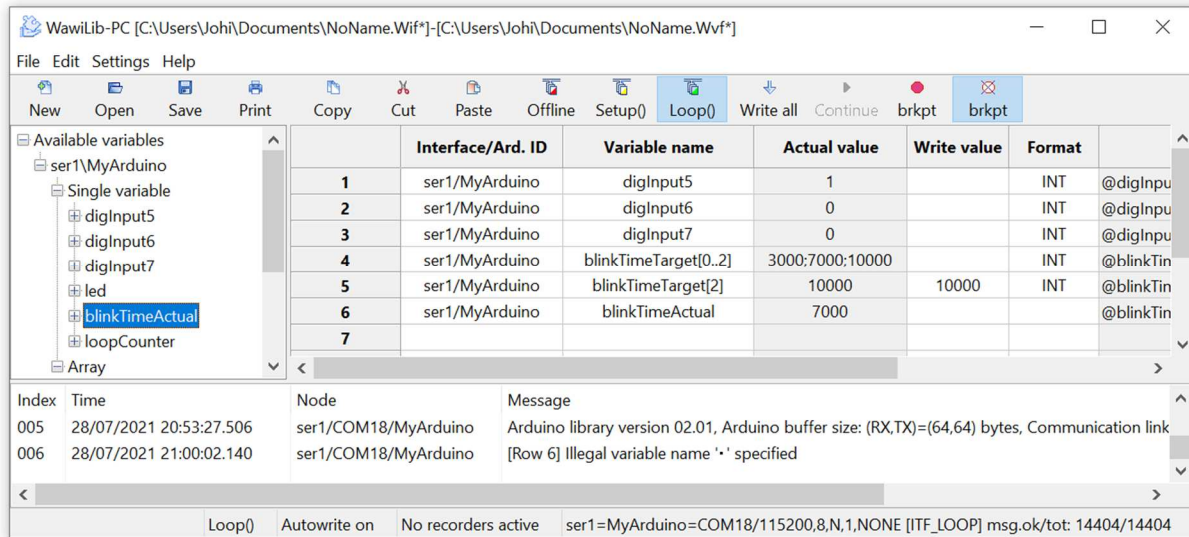 WawiLib-PC [C:\Users\Johi\Documents\NoName.Wif*]-[C:\Users\Johi\Documents\NoName.Wvf*]
File Edit Settings Help
New Open Save Print Copy Cut Paste Offline Setup() Loop() Write all Continue brkpt brkpt
Available variables
ser1\MyArduino
Single variable
digInput5
digInput6
digInput7
led
blinkTimeActual
loopCounter
Array
Interface/Ard. ID Variable name Actual value Write value Format
1 ser1/MyArduino digInput5 1 INT @digInpu
2 ser1/MyArduino digInput6 0 INT @digInpu
3 ser1/MyArduino digInput7 0 INT @digInpu
4 ser1/MyArduino blinkTimeTarget[0..2] 3000;7000;10000 INT @blinkTin
5 ser1/MyArduino blinkTimeTarget[2] 10000 10000 INT @blinkTin
6 ser1/MyArduino blinkTimeActual 7000 @blinkTin
7
Index Time Node Message
005 28/07/2021 20:53:27.506 ser1/COM18/MyArduino Arduino library version 02.01, Arduino buffer size: (RX,TX)=(64,64) bytes, Communication link
006 28/07/2021 21:00:02.140 ser1/COM18/MyArduino [Row 6] Illegal variable name '·' specified
Loop() Autowrite on No recorders active ser1=MyArduino=COM18/115200,8,N,1,NONE [ITF_LOOP] msg.ok/tot: 14404/14404